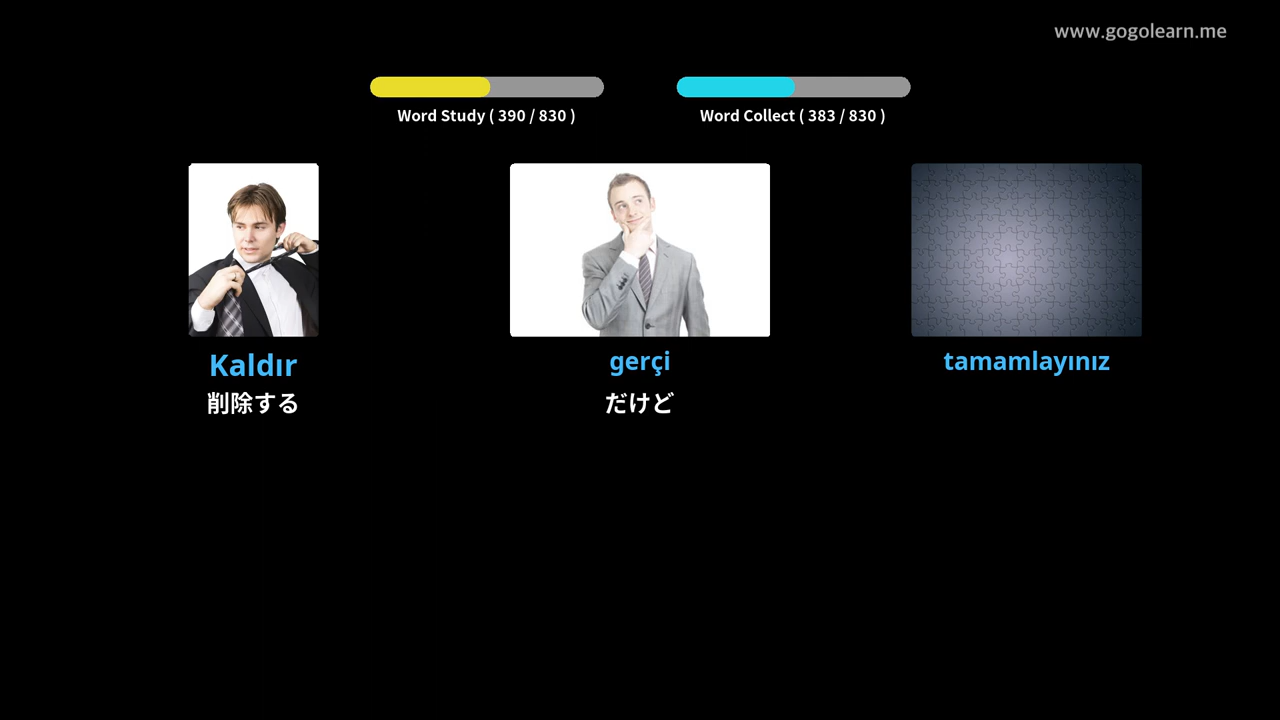 www.gogolearn.me
Word Study ( 390 / 830 )
Word Collect ( 383 / 830 )
Kaldır
削除する
gerçi
だけど
tamamlayınız